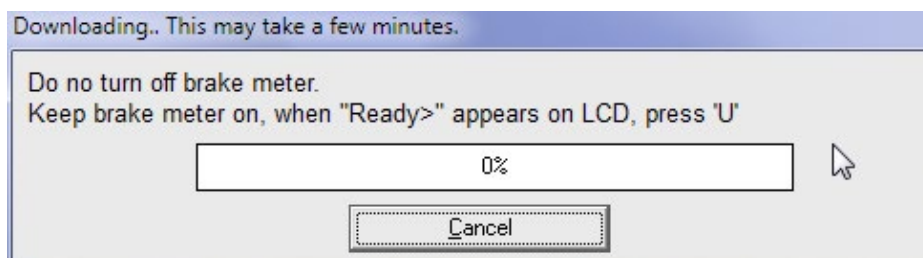 Downloading.. This may take a few minutes.
Do no turn off brake meter.
Keep brake meter on, when "Ready>" appears on LCD, press 'U'
0%
Cancel